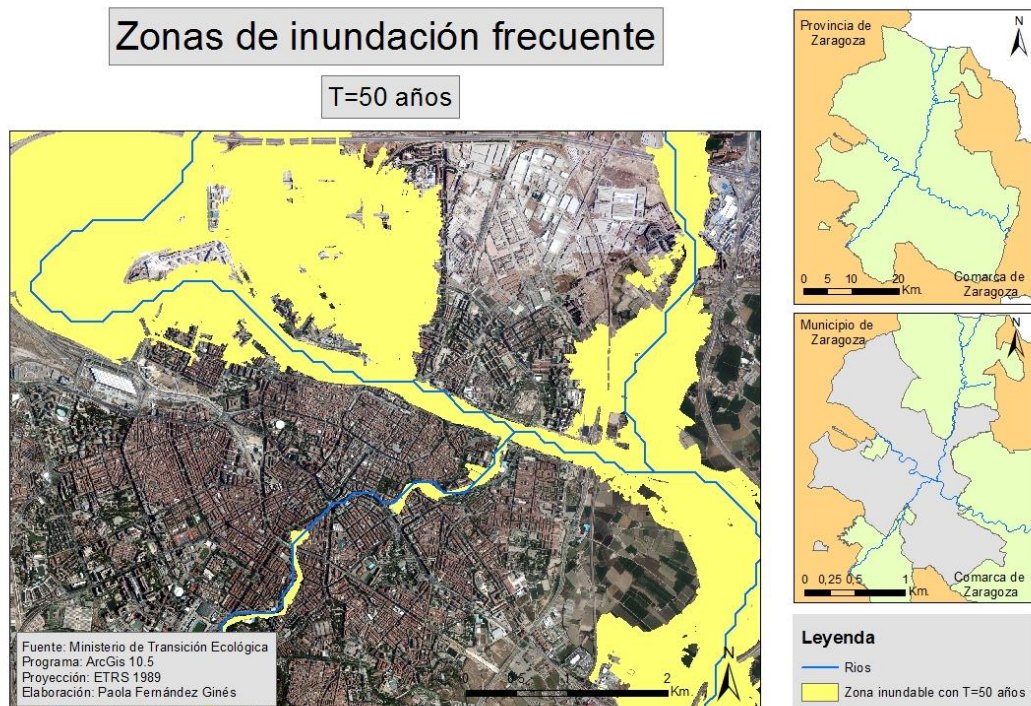 Zonas de inundación frecuente
T=50 años
Fuente: Ministerio de Transición Ecológica
Programa: ArcGis 10.5
Proyección: ETRS 1989
Elaboración: Paola Fernández Ginés
0 0,5 1 2
Km.
N
Provincia de
Zaragoza
N
0 5 10 20
Km.
Comarca de
Zaragoza
Municipio de
Zaragoza
N
0 0,25 0,5 1
Km.
Comarca de
Zaragoza
Leyenda
Rios
Zona inundable con T=50 años